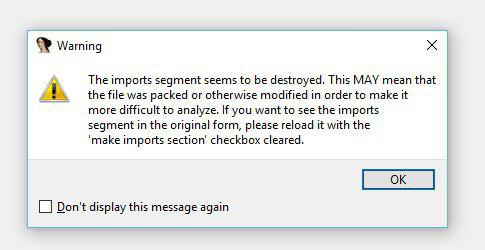 Warning
The imports segment seems to be destroyed. This MAY mean that
the file was packed or otherwise modified in order to make it
more difficult to analyze. If you want to see the imports
segment in the original form, please reload it with the
'make imports section' checkbox cleared.
OK
Don't display this message again